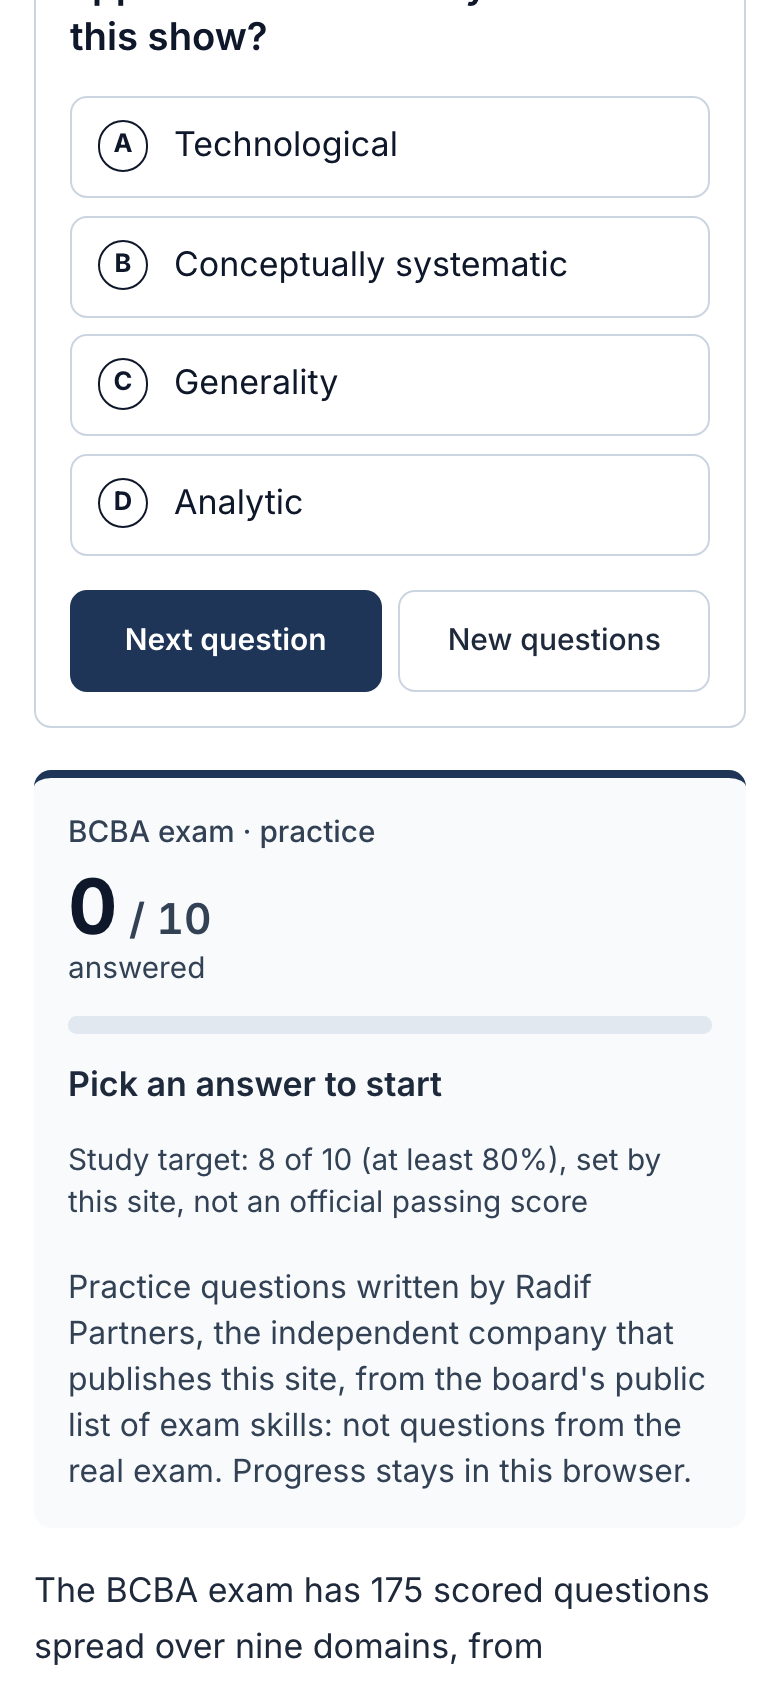 this show?
A Technological
B Conceptually systematic
C Generality
D Analytic
Next question
New questions
BCBA exam · practice
0 / 10
answered
Pick an answer to start
Study target: 8 of 10 (at least 80%), set by
this site, not an official passing score
Practice questions written by Radif
Partners, the independent company that
publishes this site, from the board's public
list of exam skills: not questions from the
real exam. Progress stays in this browser.
The BCBA exam has 175 scored questions
spread over nine domains, from